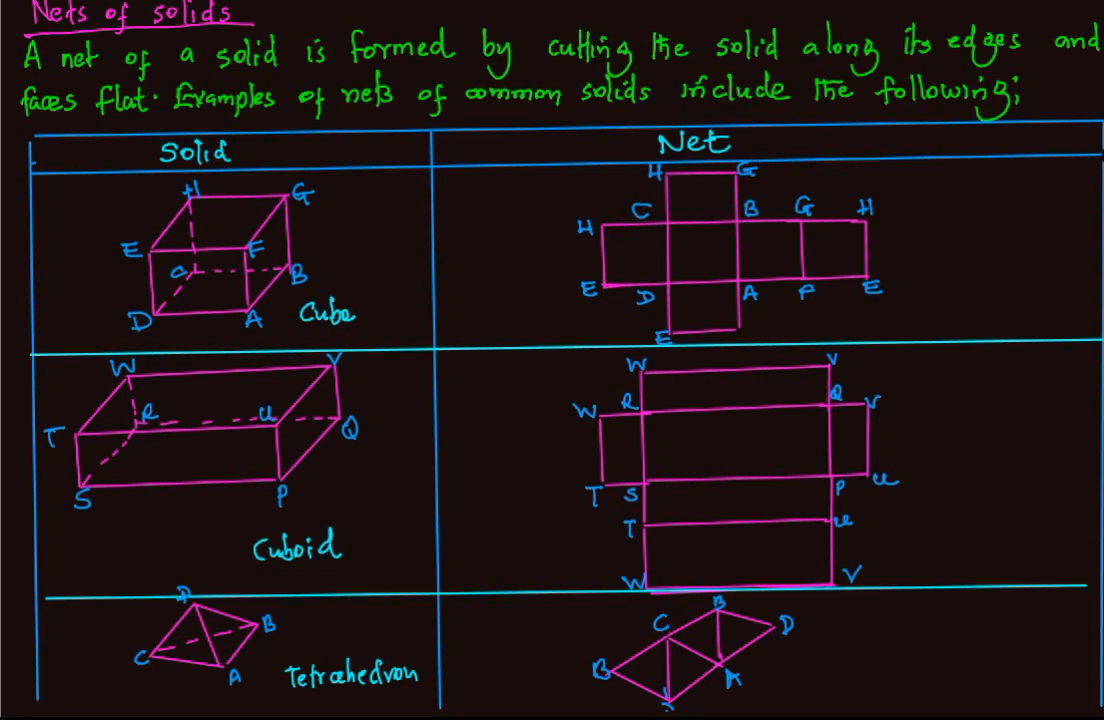 Nets of solids
A net of a solid is formed by cutting the solid along its edges and
faces flat. Examples of nets of common solids include the following;
Solid
Net
H G
E F
C B
D A
Cube
H G
H C B G H
E D A F E
E
W V
T R U Q
S P
Cuboid
W V
W R Q V
T S P U
T U
W V
D
B
C
A
Tetrahedron
B
C D
B A